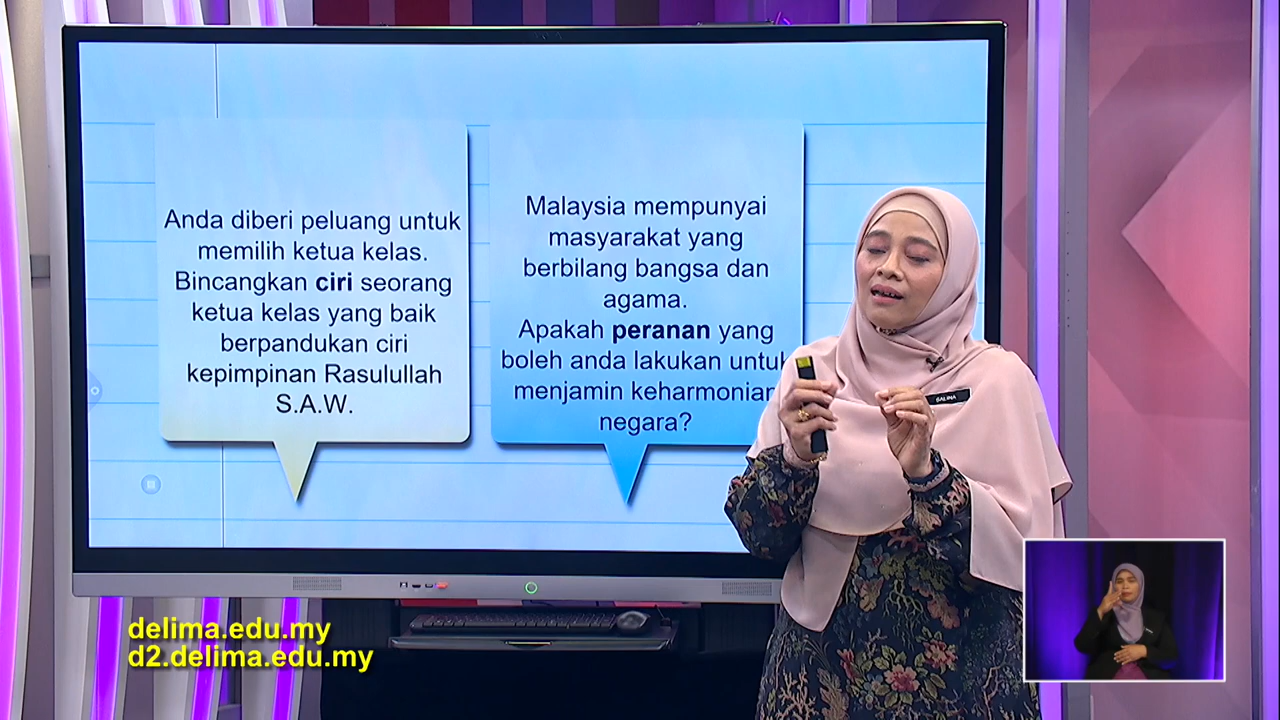 Anda diberi peluang untuk
memilih ketua kelas.
Bincangkan ciri seorang
ketua kelas yang baik
berpandukan ciri
kepimpinan Rasulullah
S.A.W.
Malaysia mempunyai
masyarakat yang
berbilang bangsa dan
agama.
Apakah peranan yang
boleh anda lakukan untuk
menjamin keharmonian
negara?
SALINA
delima.edu.my
d2.delima.edu.my